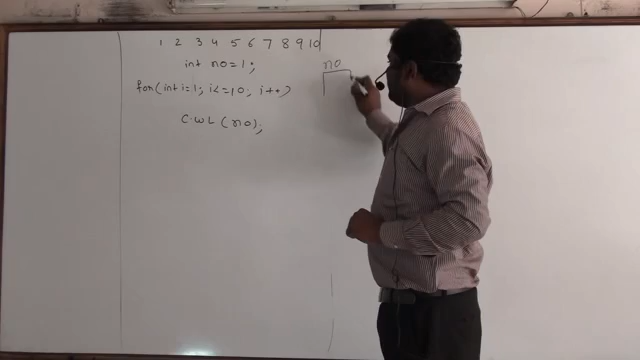 1 2 3 4 5 6 7 8 9 10
int no=1;
no
for(int i=1; i<=10; i++)
C.W.L (no);